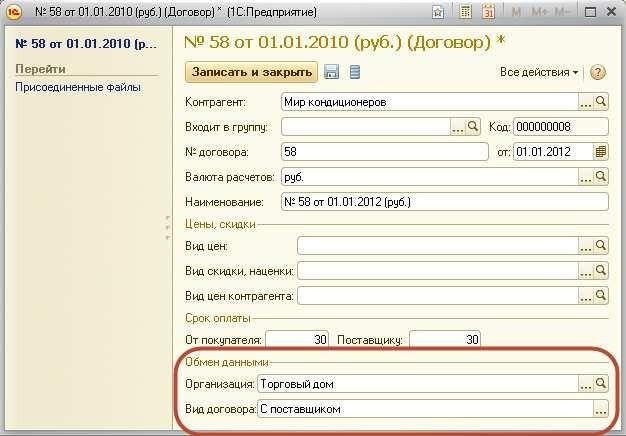 № 58 от 01.01.2010 (руб.) (Договор) * (1С:Предприятие)
M M+ M-
№ 58 от 01.01.2010 (р...
№ 58 от 01.01.2010 (руб.) (Договор) *
Перейти
Присоединенные файлы
Записать и закрыть
Все действия
?
Контрагент: Мир кондиционеров ...
Входит в группу: ... Код: 000000008
№ договора: 58 от: 01.01.2012
Валюта расчетов: руб. ...
Наименование: № 58 от 01.01.2012 (руб.)
Цены, скидки
Вид цен: ...
Вид скидки, наценки: ...
Вид цен контрагента: ...
Срок оплаты
От покупателя: 30 Поставщику: 30
Обмен данными
Организация: Торговый дом ...
Вид договора: С поставщиком ...